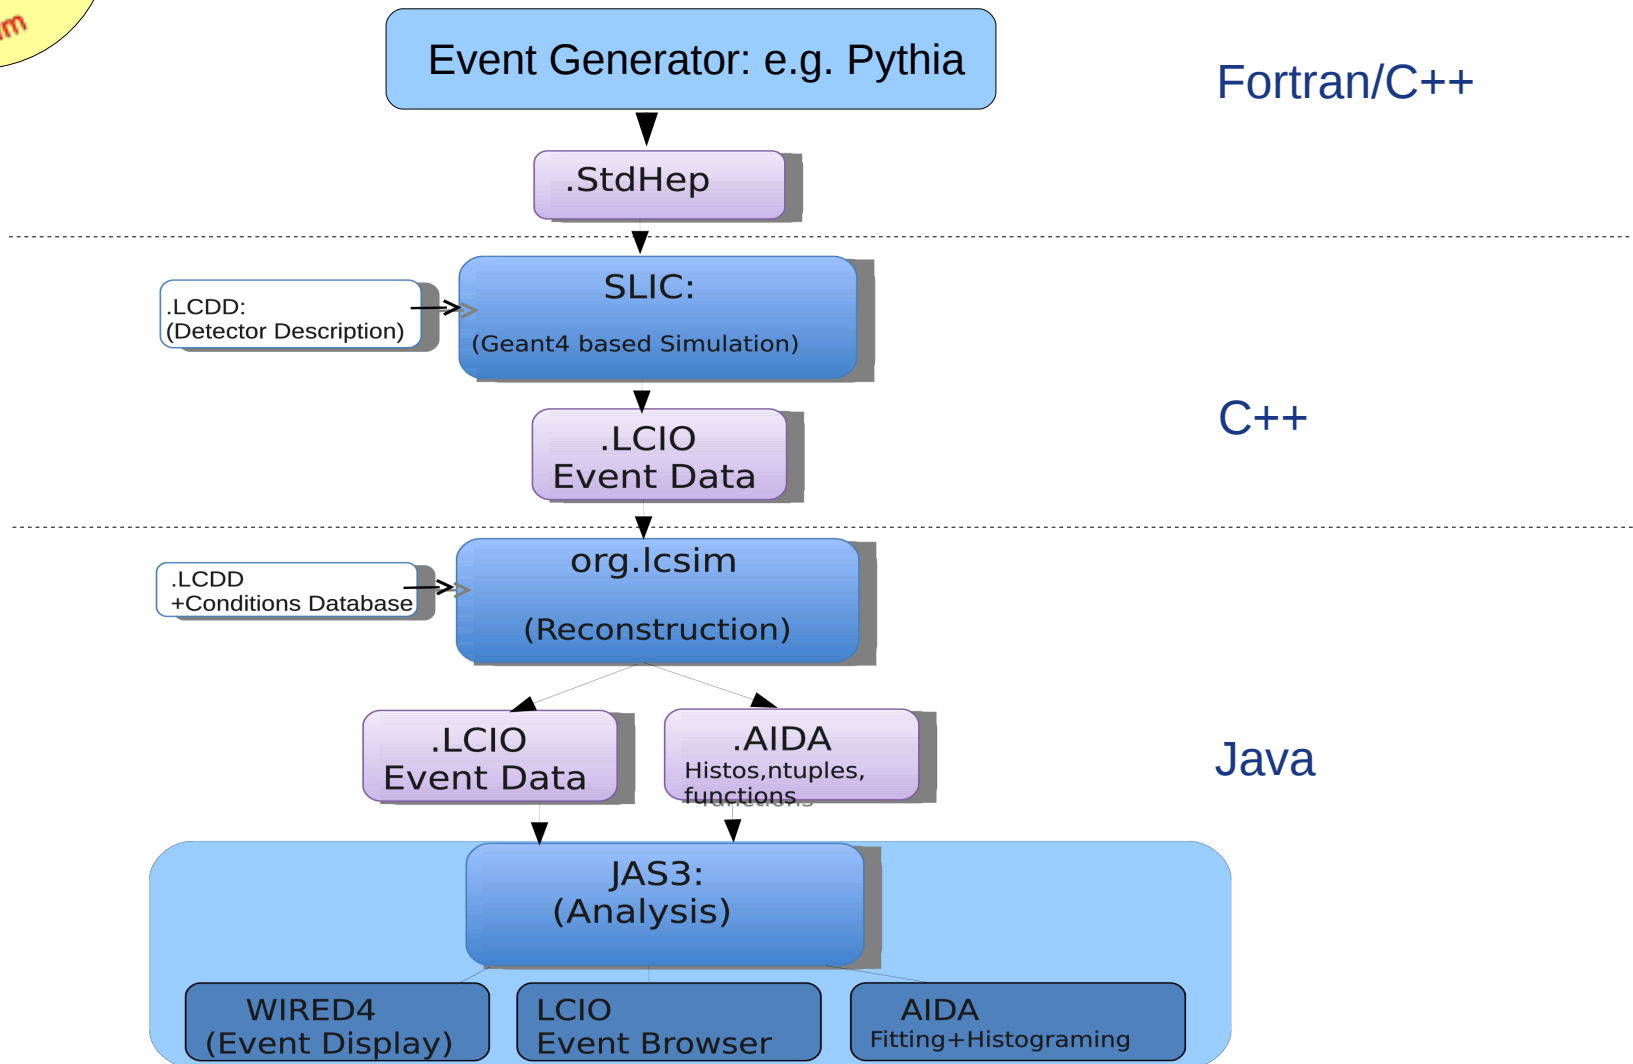 Event Generator: e.g. Pythia
Fortran/C++
.StdHep
.LCDD:
(Detector Description)
SLIC:
(Geant4 based Simulation)
C++
.LCIO
Event Data
.LCDD
+Conditions Database
org.lcsim
(Reconstruction)
.LCIO
Event Data
.AIDA
Histos,ntuples,
functions
Java
JAS3:
(Analysis)
WIRED4
(Event Display)
LCIO
Event Browser
AIDA
Fitting+Histograming